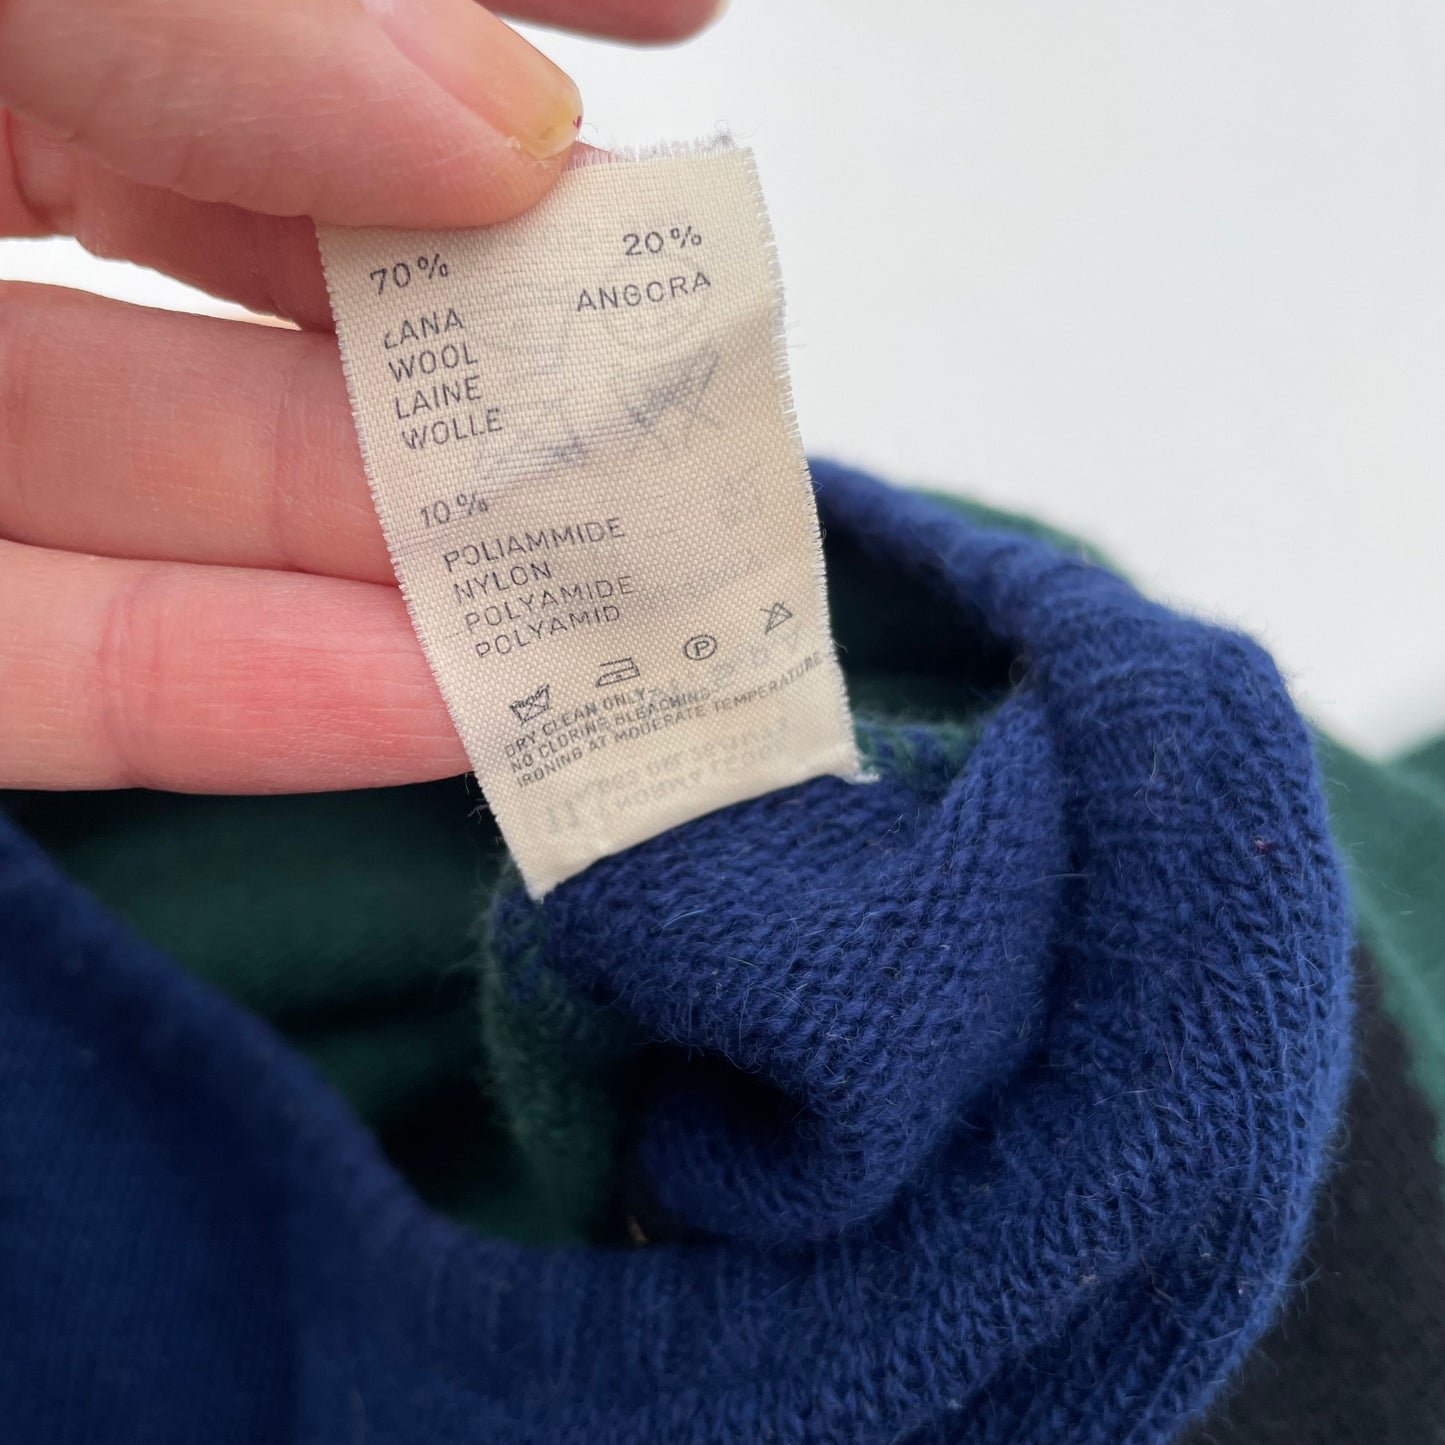 70%
20%
LANA
ANGORA
WOOL
LAINE
WOLLE
10%
POLIAMMIDE
NYLON
POLYAMIDE
POLYAMID
P
DRY CLEAN ONLY-
NO CLORINE BLEACHING
IRONING AT MODERATE TEMPERATURE